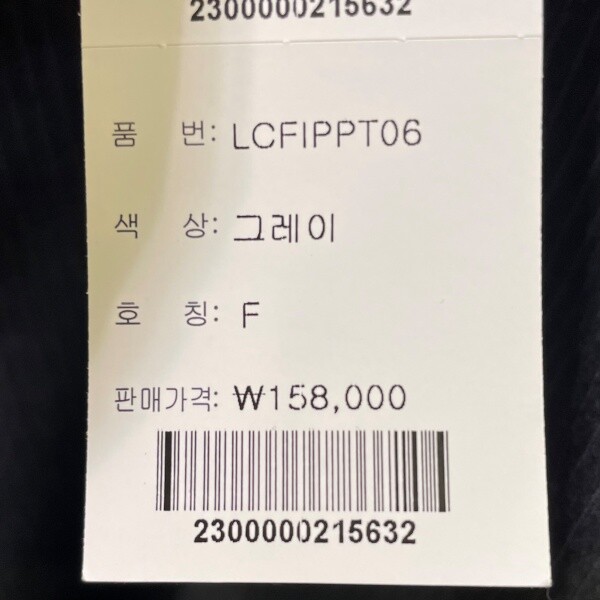 2300000215632
품 번: LCFIPPT06
색 상: 그레이
호 칭: F
판매가격: ₩158,000
2300000215632